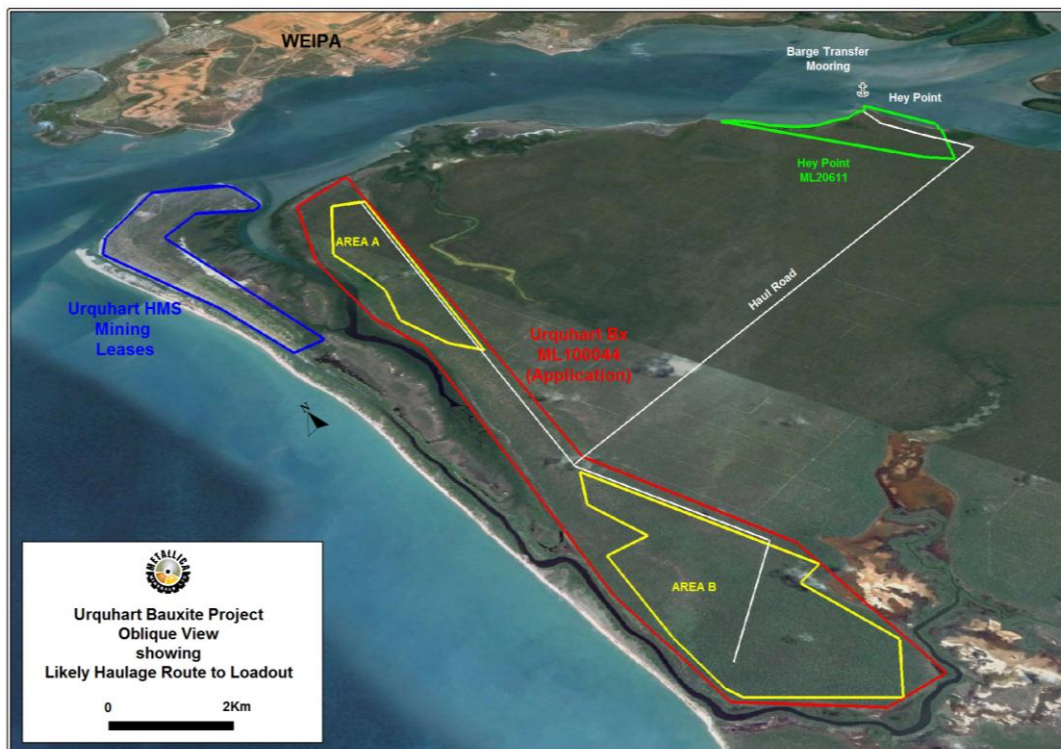 WEIPA
Barge Transfer
Mooring
Hey Point
Hey Point
ML20611
AREA A
Haul Road
Urquhart HMS
Mining
Leases
Urquhart Bx
ML100044
(Application)
N
AREA B
METALLICA
Urquhart Bauxite Project
Oblique View
showing
Likely Haulage Route to Loadout
0 2Km